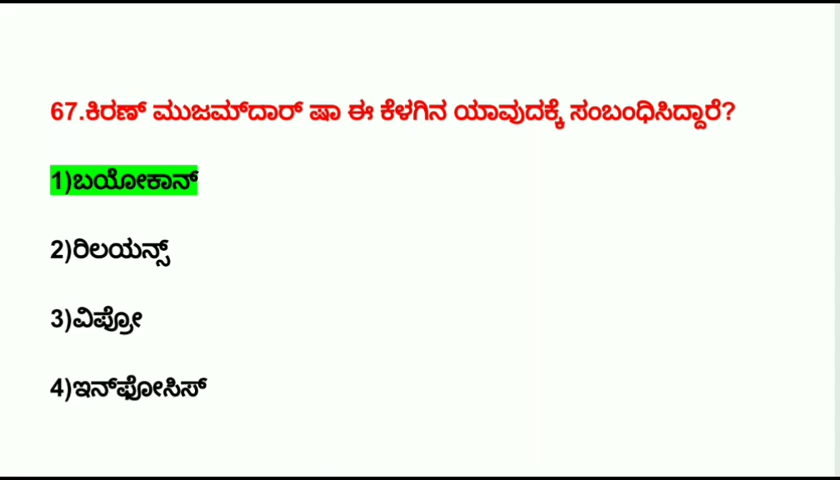 67.ಕಿರಣ್ ಮುಜಮ್‌ದಾರ್ ಷಾ ಈ ಕೆಳಗಿನ ಯಾವುದಕ್ಕೆ ಸಂಬಂಧಿಸಿದ್ದಾರೆ?
1)ಬಯೋಕಾನ್
2)ರಿಲಯನ್ಸ್
3)ವಿಪ್ರೋ
4)ಇನ್‌ಫೋಸಿಸ್